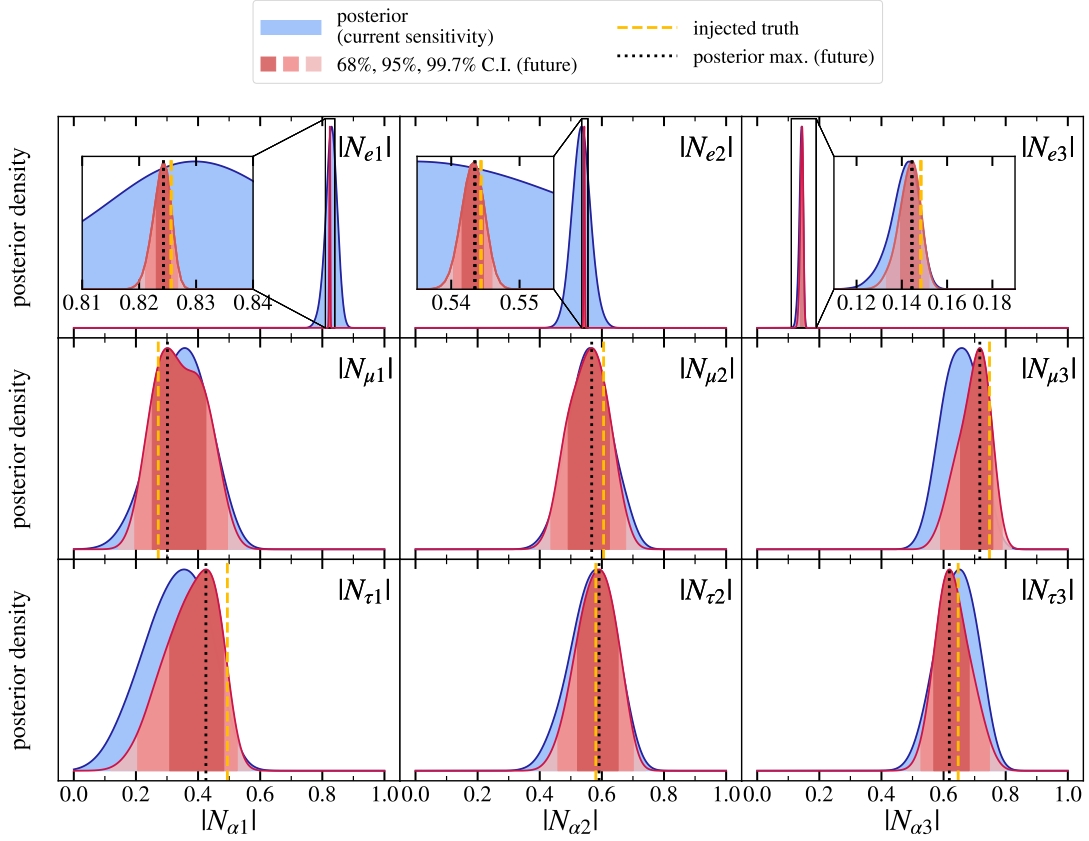 posterior
(current sensitivity)
68%, 95%, 99.7% C.I. (future)
injected truth
posterior max. (future)
posterior density
|N_{e1}|
0.81 0.82 0.83 0.84
|N_{e2}|
0.54 0.55
|N_{e3}|
0.12 0.14 0.16 0.18
posterior density
|N_{μ1}|
|N_{μ2}|
|N_{μ3}|
posterior density
|N_{τ1}|
|N_{τ2}|
|N_{τ3}|
0.0 0.2 0.4 0.6 0.8 1.0
0.0 0.2 0.4 0.6 0.8 1.0
0.0 0.2 0.4 0.6 0.8 1.0
|N_{α1}|
|N_{α2}|
|N_{α3}|